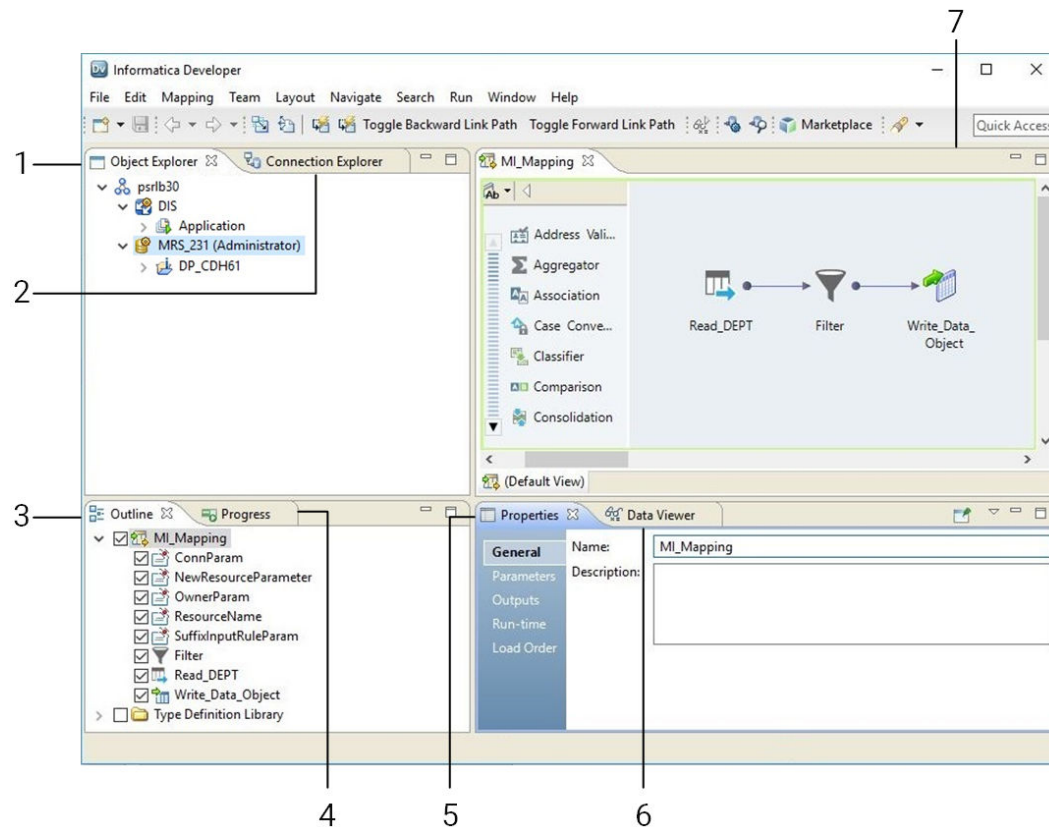 7
Informatica Developer
File Edit Mapping Team Layout Navigate Search Run Window Help
Toggle Backward Link Path Toggle Forward Link Path Marketplace Quick Access
1
Object Explorer Connection Explorer
psrlb30
DIS
Application
MRS_231 (Administrator)
DP_CDH61
2
MI_Mapping
Ab
Address Vali...
Aggregator
Association
Case Conve...
Classifier
Comparison
Consolidation
Read_DEPT
Filter
Write_Data_
Object
(Default View)
3
Outline Progress
MI_Mapping
ConnParam
NewResourceParameter
OwnerParam
ResourceName
SuffixInputRuleParam
Filter
Read_DEPT
Write_Data_Object
Type Definition Library
Properties Data Viewer
General
Parameters
Outputs
Run-time
Load Order
Name: MI_Mapping
Description:
4 5 6